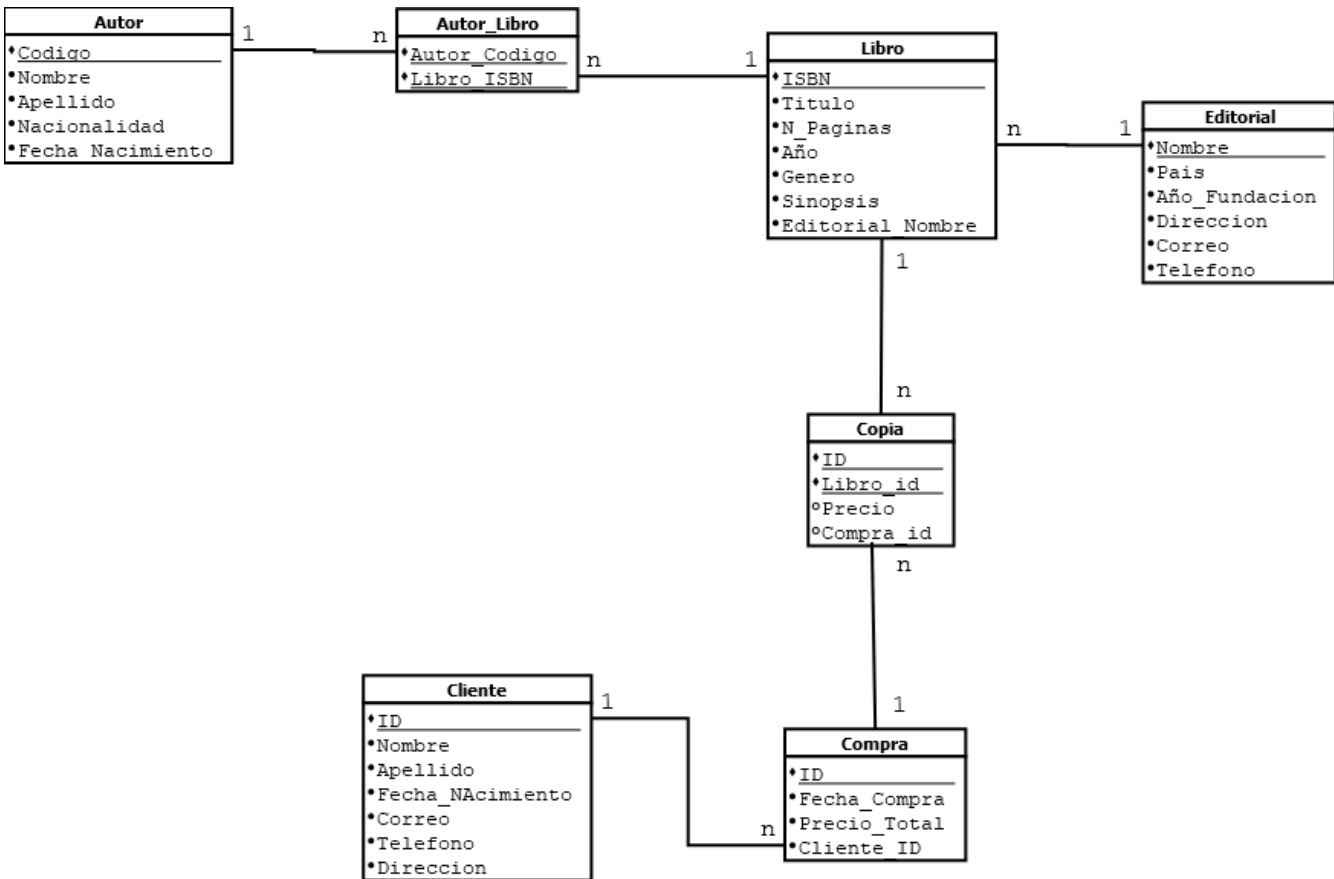 Autor
Codigo
Nombre
Apellido
Nacionalidad
Fecha Nacimiento
1
n
Autor_Libro
Autor_Codigo
Libro_ISBN
n
1
Libro
ISBN
Titulo
N_Paginas
Año
Genero
Sinopsis
Editorial_Nombre
n
1
Editorial
Nombre
Pais
Año_Fundacion
Direccion
Correo
Telefono
1
n
Copia
ID
Libro_id
Precio
Compra_id
n
1
Cliente
ID
Nombre
Apellido
Fecha_NAcimiento
Correo
Telefono
Direccion
1
n
Compra
ID
Fecha_Compra
Precio_Total
Cliente_ID